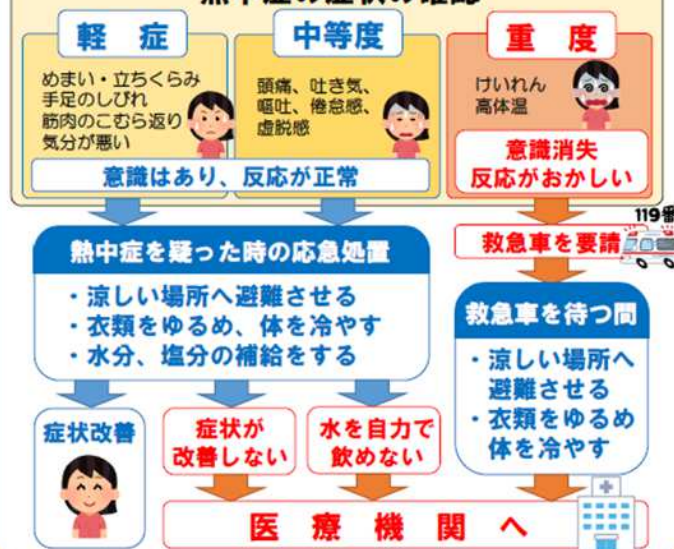 熱中症の症状の確認
軽症
めまい・立ちくらみ
手足のしびれ
筋肉のこむら返り
気分が悪い
中等度
頭痛、吐き気、
嘔吐、倦怠感、
虚脱感
意識はあり、反応が正常
重度
けいれん
高体温
意識消失
反応がおかしい
119番
救急車を要請
熱中症を疑った時の応急処置
・涼しい場所へ避難させる
・衣類をゆるめ、体を冷やす
・水分、塩分の補給をする
救急車を待つ間
・涼しい場所へ
避難させる
・衣類をゆるめ
体を冷やす
症状改善
症状が
改善しない
水を自力で
飲めない
医療機関へ